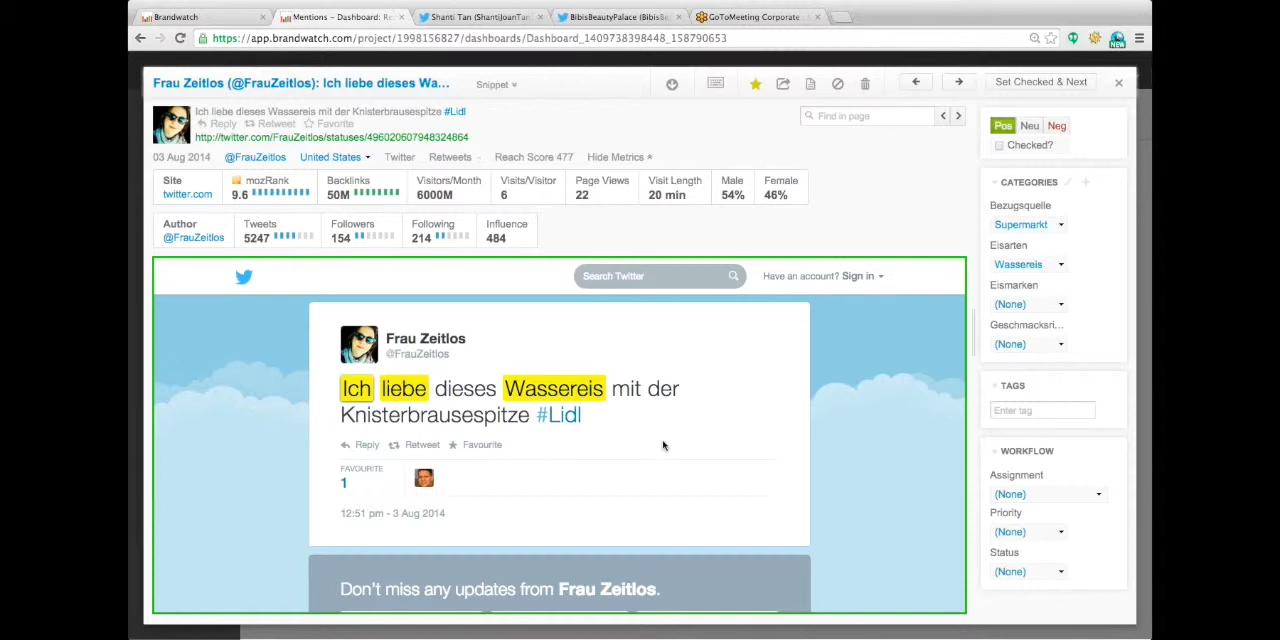 Brandwatch
Mentions – Dashboard: Re
Shanti Tan (ShantiJoanTan
BibisBeautyPalace (BibisBe
GoToMeeting Corporate
https://app.brandwatch.com/project/1998156827/dashboards/Dashboard_1409738398448_158790653
NEW
Frau Zeitlos (@FrauZeitlos): Ich liebe dieses Wa...
Snippet
Set Checked & Next
Ich liebe dieses Wassereis mit der Knisterbrausespitze #Lidl
Reply Retweet Favorite
http://twitter.com/FrauZeitlos/statuses/496020607948324864
Find in page
03 Aug 2014 @FrauZeitlos United States Twitter Retweets - Reach Score 477 Hide Metrics
Site mozRank Backlinks Visitors/Month Visits/Visitor Page Views Visit Length Male Female
twitter.com 9.6 50M 6000M 6 22 20 min 54% 46%
Author Tweets Followers Following Influence
@FrauZeitlos 5247 154 214 484
Search Twitter
Have an account? Sign in
Frau Zeitlos
@FrauZeitlos
Ich liebe dieses Wassereis mit der
Knisterbrausespitze #Lidl
Reply Retweet Favourite
FAVOURITE
1
12:51 pm - 3 Aug 2014
Don't miss any updates from Frau Zeitlos.
Pos Neu Neg
Checked?
CATEGORIES
Bezugsquelle
Supermarkt
Eisarten
Wassereis
Eismarken
(None)
Geschmacksri...
(None)
TAGS
Enter tag
WORKFLOW
Assignment
(None)
Priority
(None)
Status
(None)